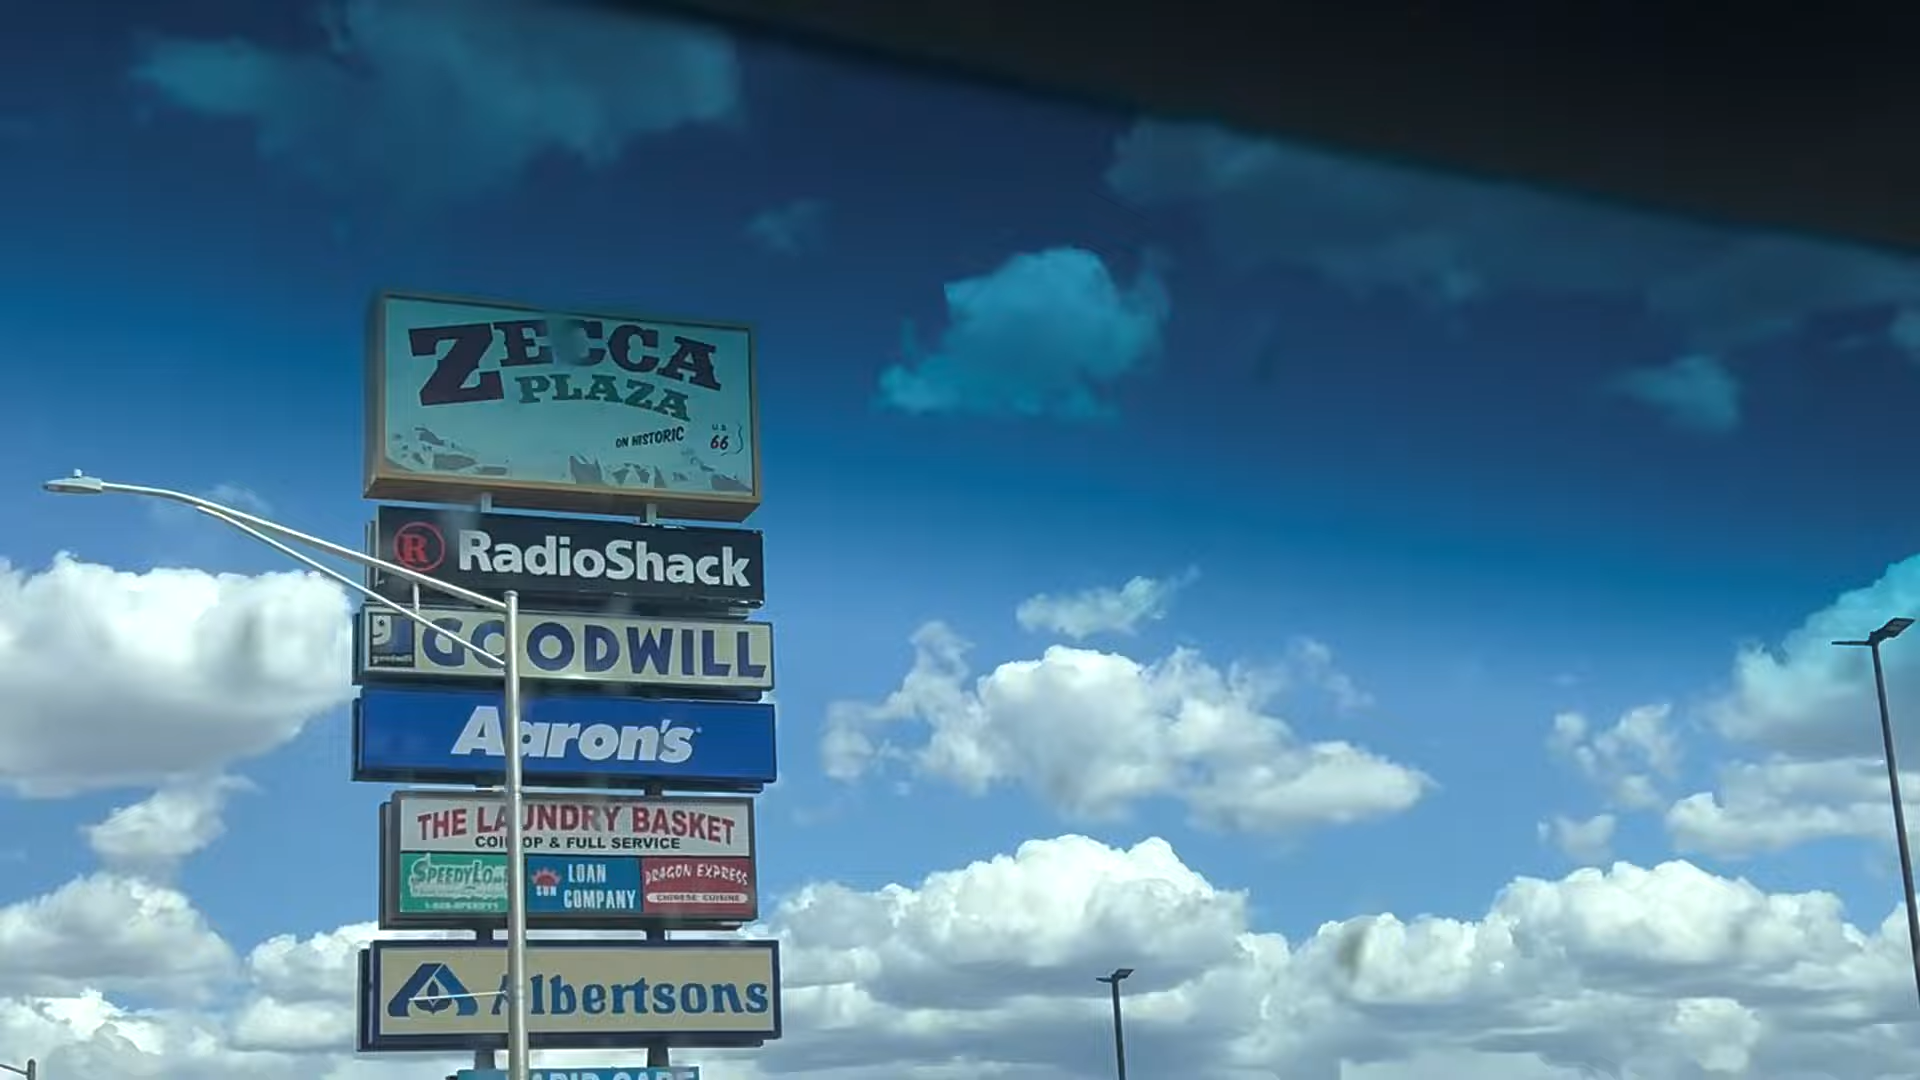 ZECCA
PLAZA
ON HISTORIC
U.S.
66
R RadioShack
goodwill
GOODWILL
Aaron's
THE LAUNDRY BASKET
COIN OP & FULL SERVICE
SPEEDYLOAN
SUN
LOAN
COMPANY
DRAGON EXPRESS
CHINESE CUISINE
Albertsons
CARE